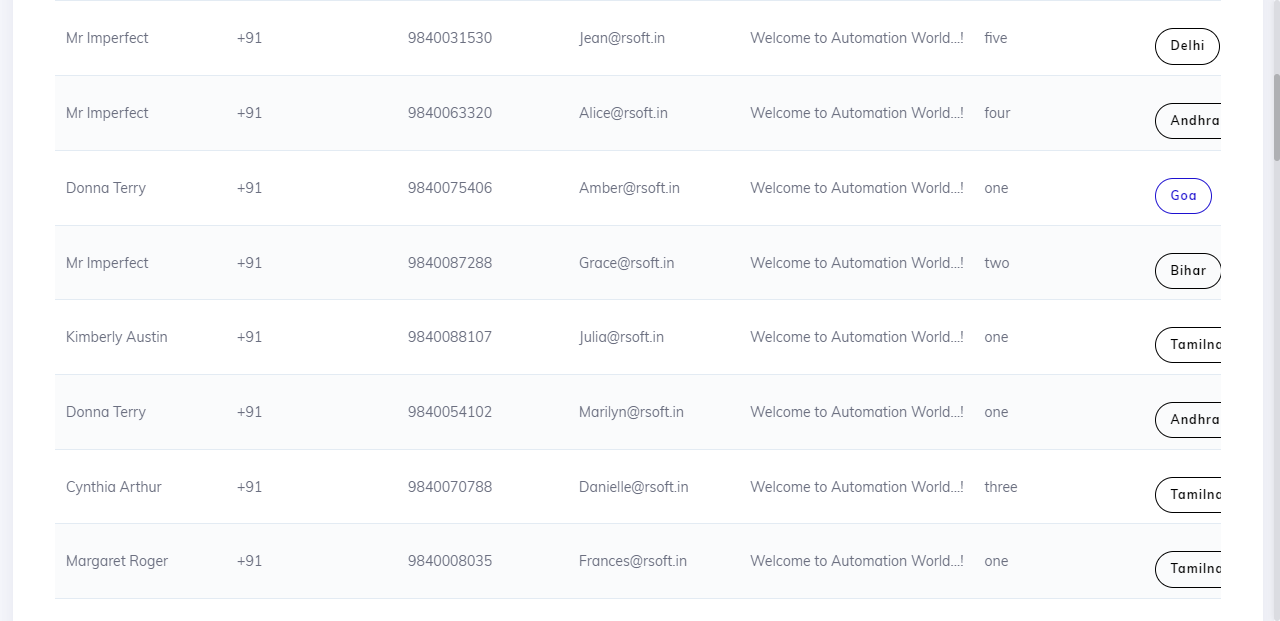 Mr Imperfect +91 9840031530 Jean@rsoft.in Welcome to Automation World...! five Delhi
Mr Imperfect +91 9840063320 Alice@rsoft.in Welcome to Automation World...! four Andhra
Donna Terry +91 9840075406 Amber@rsoft.in Welcome to Automation World...! one Goa
Mr Imperfect +91 9840087288 Grace@rsoft.in Welcome to Automation World...! two Bihar
Kimberly Austin +91 9840088107 Julia@rsoft.in Welcome to Automation World...! one Tamilna
Donna Terry +91 9840054102 Marilyn@rsoft.in Welcome to Automation World...! one Andhra
Cynthia Arthur +91 9840070788 Danielle@rsoft.in Welcome to Automation World...! three Tamilna
Margaret Roger +91 9840008035 Frances@rsoft.in Welcome to Automation World...! one Tamilna